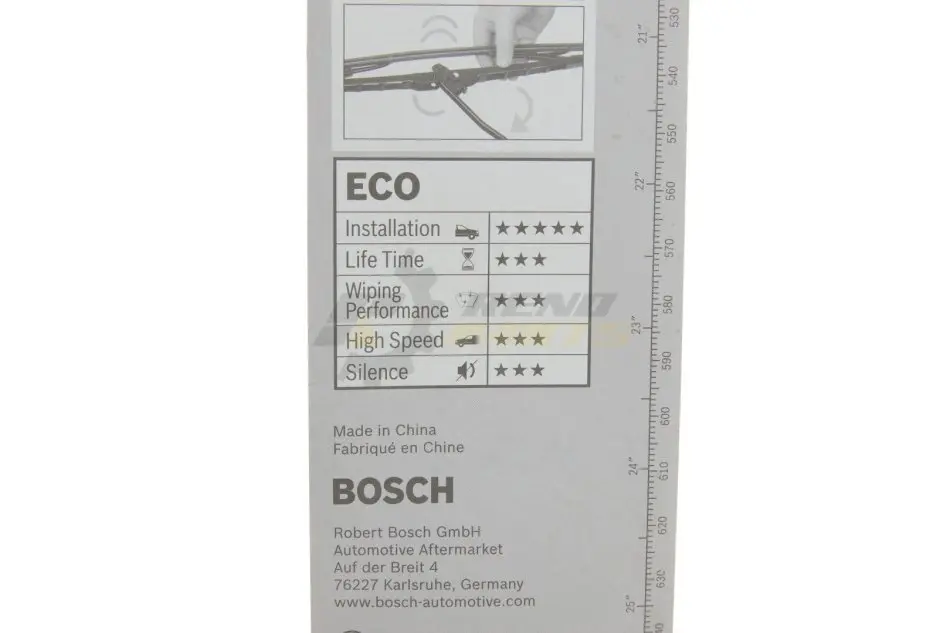 ECO
Installation ★★★★★
Life Time ★★★
Wiping
Performance ★★★
High Speed ★★★
Silence ★★★
Made in China
Fabriqué en Chine
BOSCH
Robert Bosch GmbH
Automotive Aftermarket
Auf der Breit 4
76227 Karlsruhe, Germany
www.bosch-automotive.com
530
21"
540
550
22"
560
570
580
23"
590
600
24"
610
620
630
25"